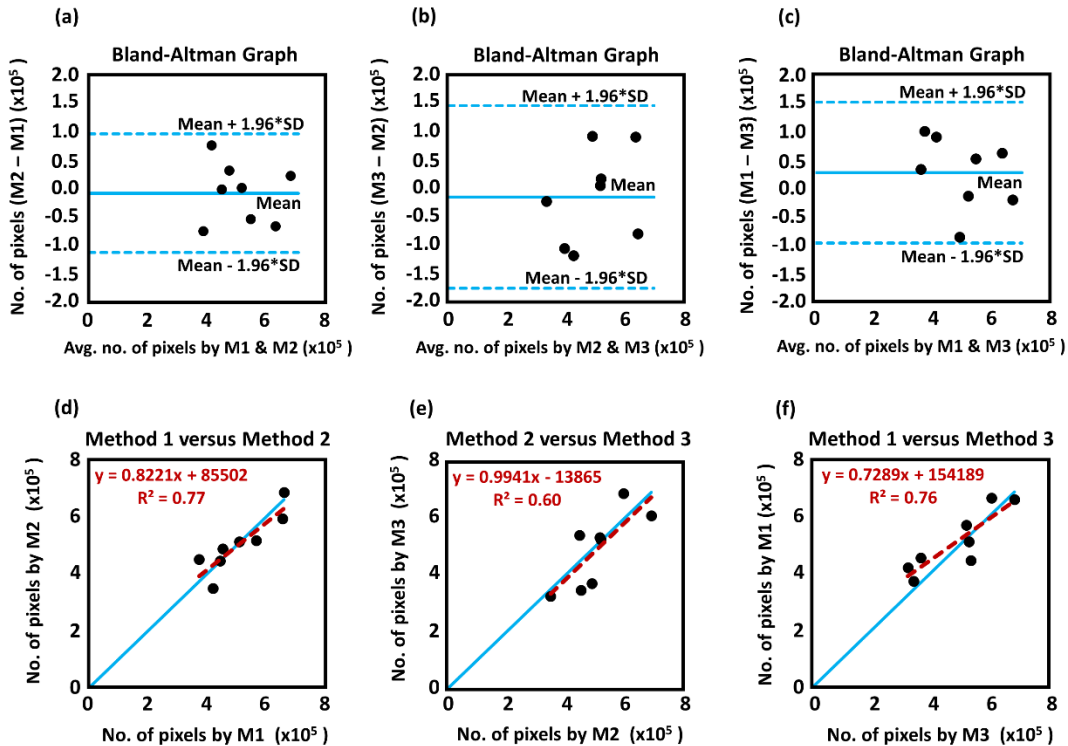 (a)
Bland-Altman Graph
No. of pixels (M2 – M1) (x10⁵)
2.0
1.5
1.0
0.5
0.0
-0.5
-1.0
-1.5
-2.0
Mean + 1.96*SD
Mean
Mean - 1.96*SD
0 2 4 6 8
Avg. no. of pixels by M1 & M2 (x10⁵ )
(b)
Bland-Altman Graph
No. of pixels (M3 – M2) (x10⁵)
2.0
1.5
1.0
0.5
0.0
-0.5
-1.0
-1.5
-2.0
Mean + 1.96*SD
Mean
Mean - 1.96*SD
0 2 4 6 8
Avg. no. of pixels by M2 & M3 (x10⁵ )
(c)
Bland-Altman Graph
No. of pixels (M1 – M3) (x10⁵)
2.0
1.5
1.0
0.5
0.0
-0.5
-1.0
-1.5
-2.0
Mean + 1.96*SD
Mean
Mean - 1.96*SD
0 2 4 6 8
Avg. no. of pixels by M1 & M3 (x10⁵ )
(d)
Method 1 versus Method 2
No. of pixels by M2 (x10⁵)
8
6
4
2
0
y = 0.8221x + 85502
R² = 0.77
0 2 4 6 8
No. of pixels by M1 (x10⁵ )
(e)
Method 2 versus Method 3
No. of pixels by M3 (x10⁵)
8
6
4
2
0
y = 0.9941x - 13865
R² = 0.60
0 2 4 6 8
No. of pixels by M2 (x10⁵ )
(f)
Method 1 versus Method 3
No. of pixels by M1 (x10⁵)
8
6
4
2
0
y = 0.7289x + 154189
R² = 0.76
0 2 4 6 8
No. of pixels by M3 (x10⁵ )